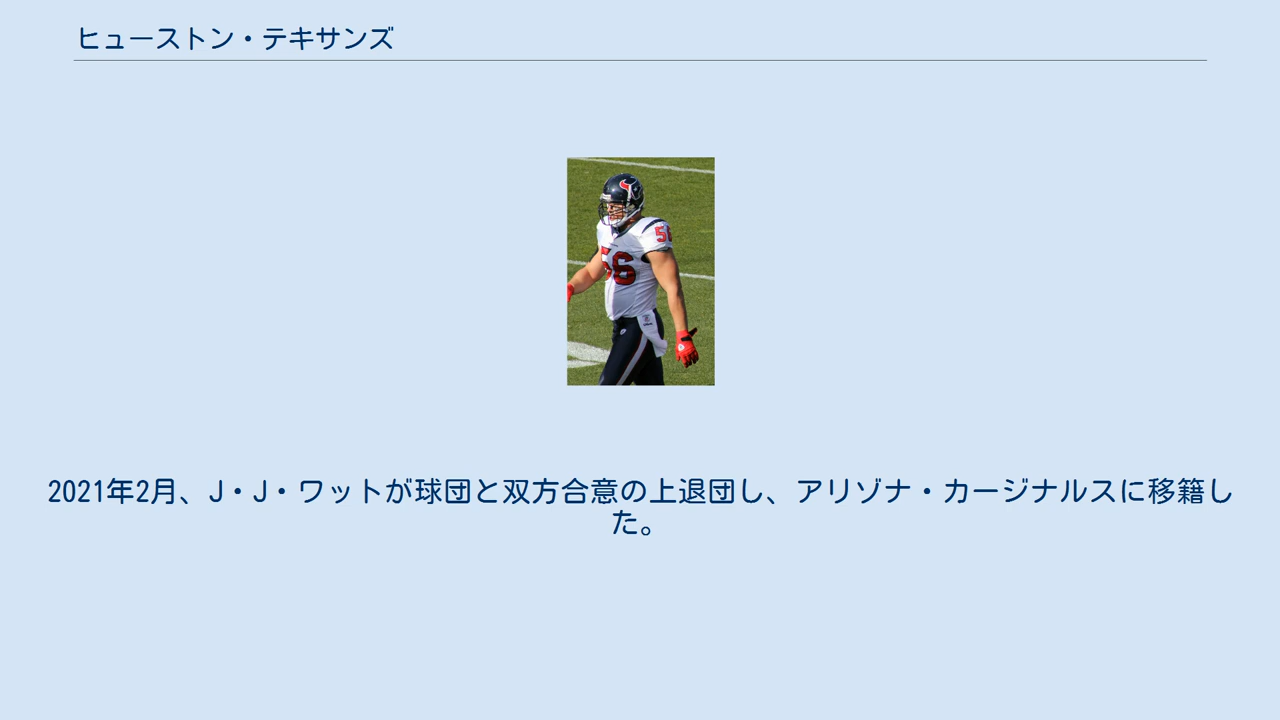 ヒューストン・テキサンズ
56
56
2021年2月、J・J・ワットが球団と双方合意の上退団し、アリゾナ・カージナルスに移籍し
た。